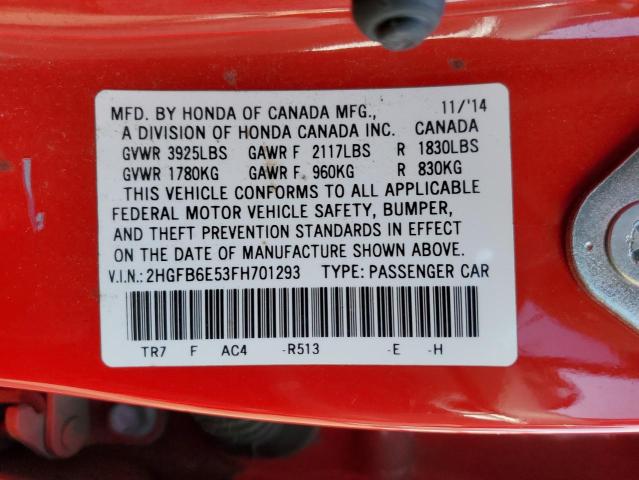 MFD. BY HONDA OF CANADA MFG., 11/'14
A DIVISION OF HONDA CANADA INC. CANADA
GVWR 3925LBS GAWR F 2117LBS R 1830LBS
GVWR 1780KG GAWR F. 960KG R 830KG
THIS VEHICLE CONFORMS TO ALL APPLICABLE
FEDERAL MOTOR VEHICLE SAFETY, BUMPER,
AND THEFT PREVENTION STANDARDS IN EFFECT
ON THE DATE OF MANUFACTURE SHOWN ABOVE.
V.I.N.: 2HGFB6E53FH701293 TYPE: PASSENGER CAR
TR7 F AC4 -R513 -E -H